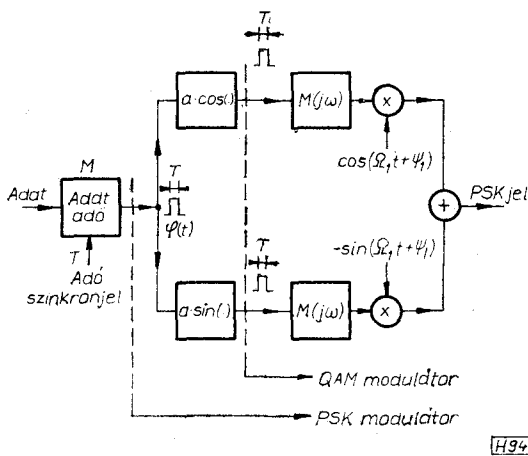 Tᵢ
a·cos(.)
M(jω)
x
cos(Ω₁t+Ψ₁)
M
Adat
Adat
adó
T
φ(t)
T
Adó
szinkronjel
+
PSK jel
-sin(Ω₁t+Ψ₁)
T
a·sin(.)
M(jω)
x
QAM modulátor
PSK modulátor
H94